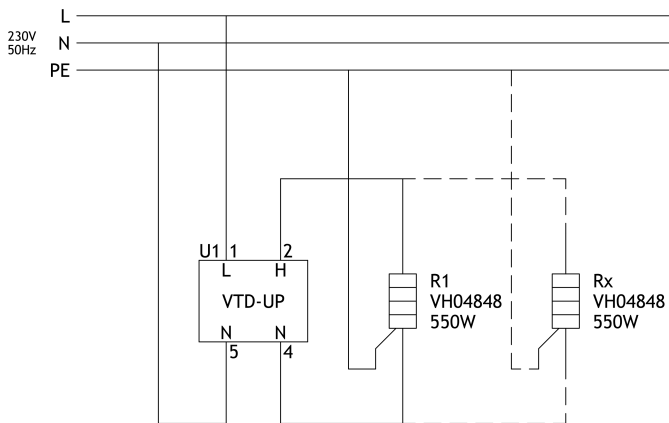 L
230V
50Hz
N
PE
U1 1 2
L H
VTD-UP
N N
5 4
R1
VH04848
550W
Rx
VH04848
550W